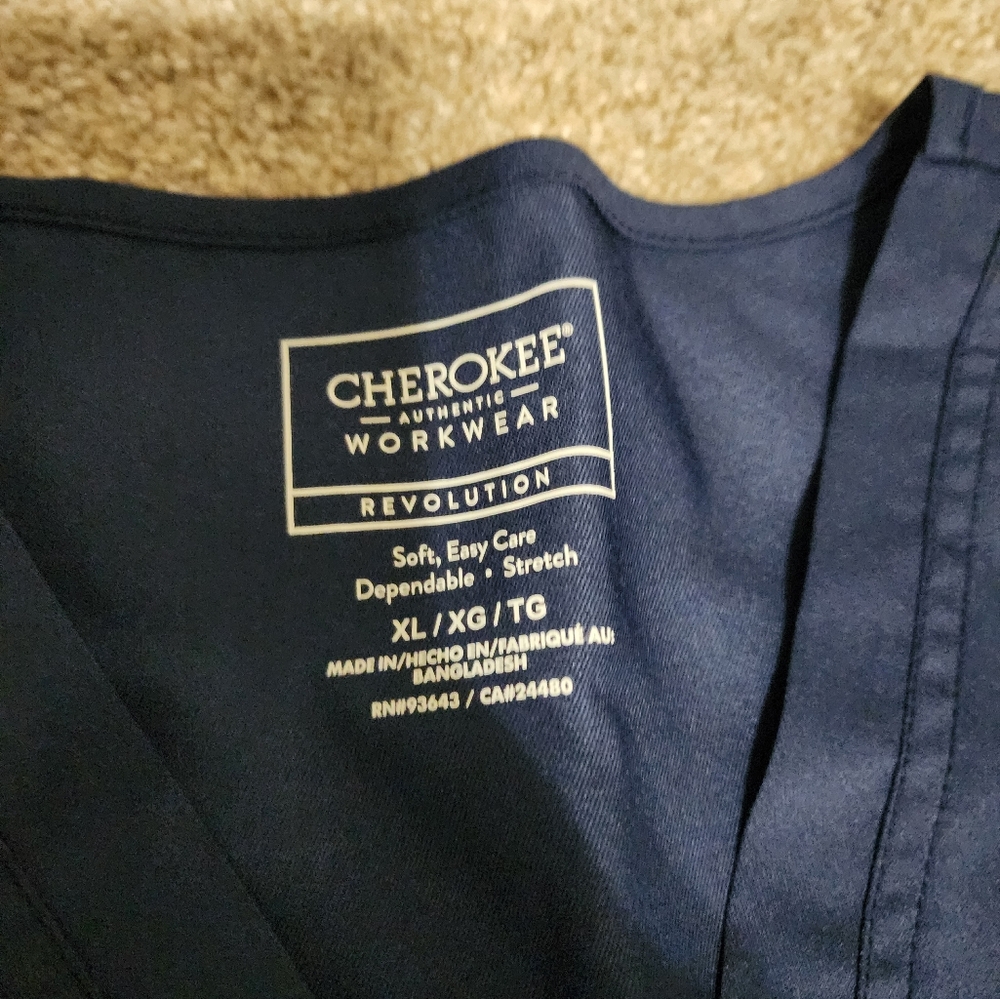 CHEROKEE®
AUTHENTIC
WORKWEAR
REVOLUTION
Soft, Easy Care
Dependable • Stretch
XL / XG / TG
MADE IN/HECHO EN/FABRIQUÉ AU:
BANGLADESH
RN#93643 / CA#24480